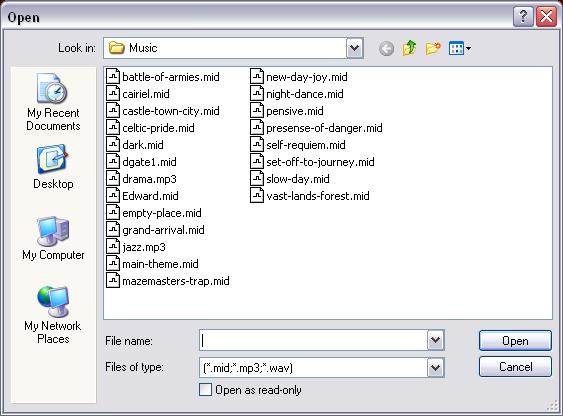 Open
Look in: Music
My Recent
Documents
Desktop
My Computer
My Network
Places
battle-of-armies.mid
cairiel.mid
castle-town-city.mid
celtic-pride.mid
dark.mid
dgate1.mid
drama.mp3
Edward.mid
empty-place.mid
grand-arrival.mid
jazz.mp3
main-theme.mid
mazemasters-trap.mid
new-day-joy.mid
night-dance.mid
pensive.mid
presense-of-danger.mid
self-requiem.mid
set-off-to-journey.mid
slow-day.mid
vast-lands-forest.mid
File name:
Open
Files of type: (*.mid;*.mp3;*.wav)
Cancel
Open as read-only